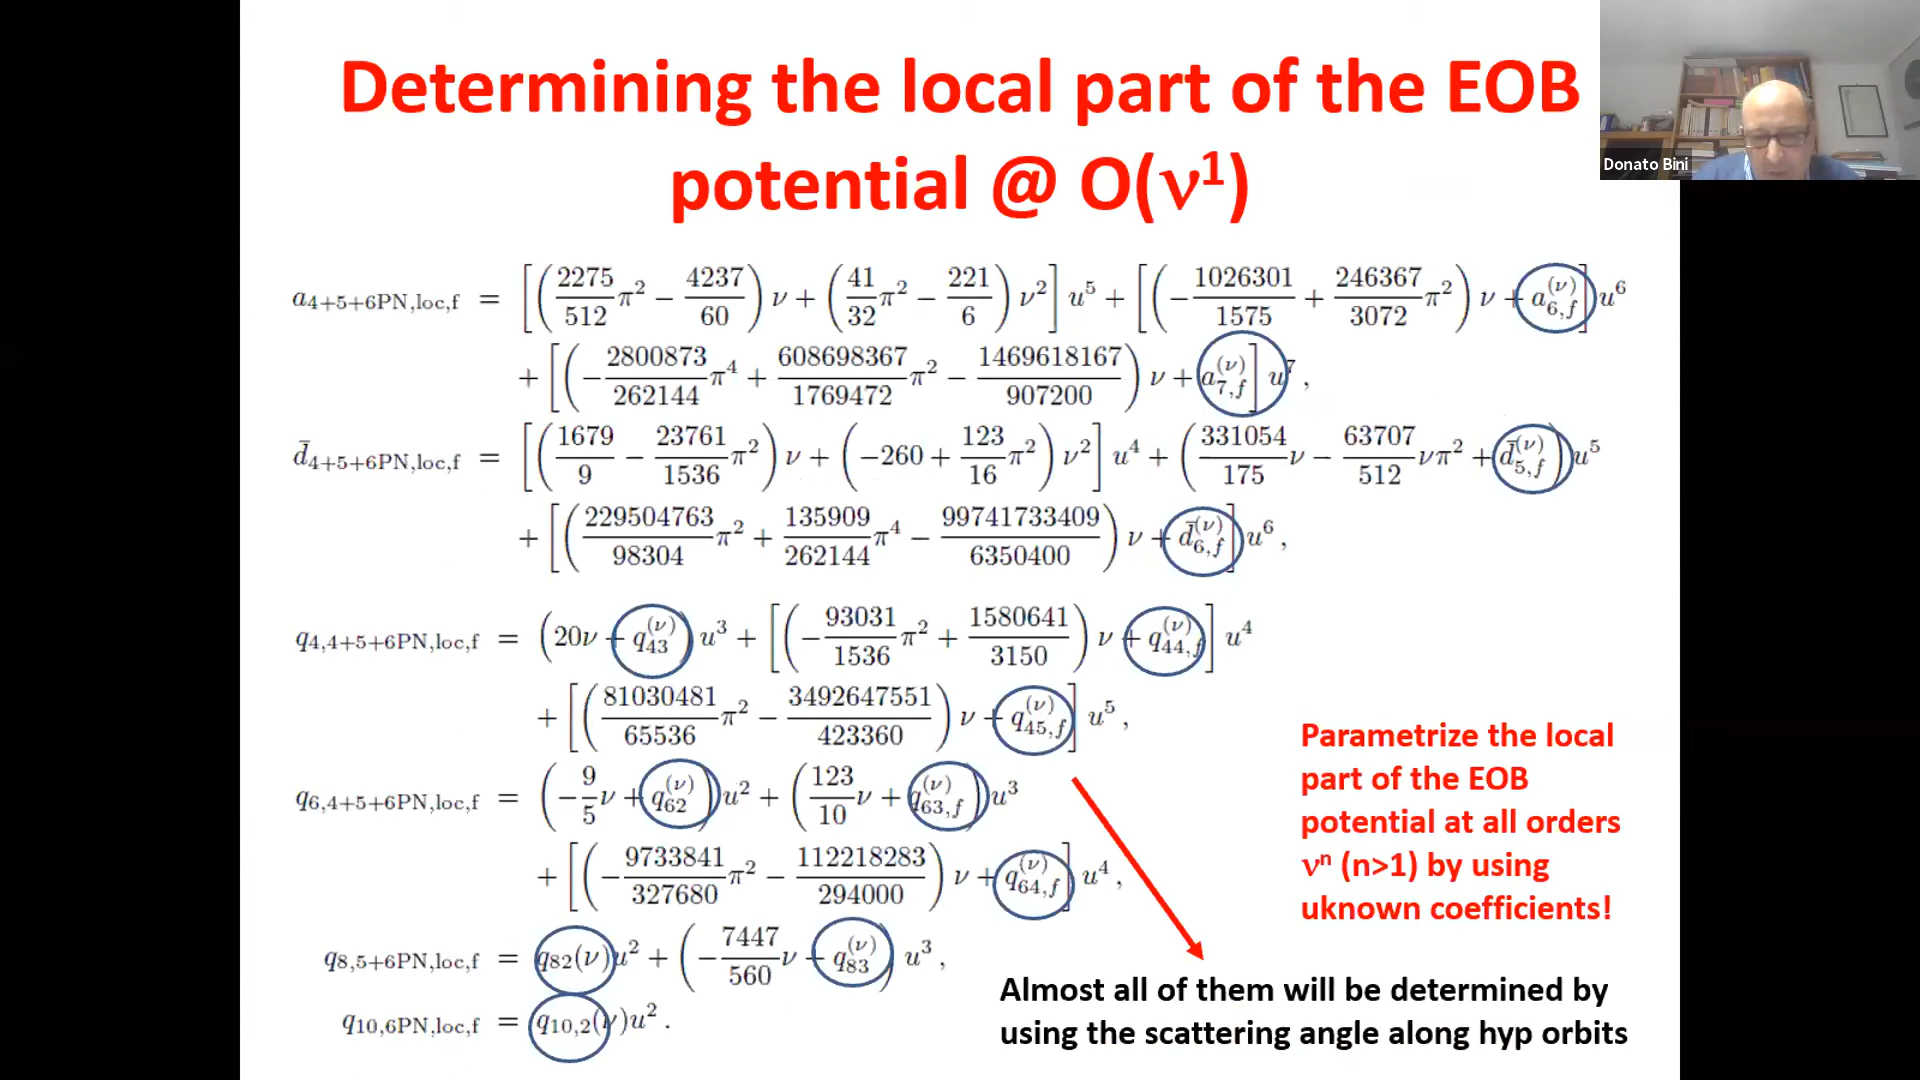 Determining the local part of the EOB
potential @ O(ν¹)
Donato Bini
a_{4+5+6PN,loc,f} = [(2275/512 π² − 4237/60) ν + (41/32 π² − 221/6) ν²] u⁵ + [(−1026301/1575 + 246367/3072 π²) ν + a_{6,f}^{(ν)}] u⁶
+ [(−2800873/262144 π⁴ + 608698367/1769472 π² − 1469618167/907200) ν + a_{7,f}^{(ν)}] u⁷ ,
d̄_{4+5+6PN,loc,f} = [(1679/9 − 23761/1536 π²) ν + (−260 + 123/16 π²) ν²] u⁴ + (331054/175 ν − 63707/512 νπ² + d̄_{5,f}^{(ν)}) u⁵
+ [(229504763/98304 π² + 135909/262144 π⁴ − 99741733409/6350400) ν + d̄_{6,f}^{(ν)}] u⁶ ,
q_{4,4+5+6PN,loc,f} = (20ν + q_{43}^{(ν)}) u³ + [(−93031/1536 π² + 1580641/3150) ν + q_{44,f}^{(ν)}] u⁴
+ [(81030481/65536 π² − 3492647551/423360) ν + q_{45,f}^{(ν)}] u⁵ ,
q_{6,4+5+6PN,loc,f} = (−9/5 ν + q_{62}^{(ν)}) u² + (123/10 ν + q_{63,f}^{(ν)}) u³
+ [(−9733841/327680 π² − 112218283/294000) ν + q_{64,f}^{(ν)}] u⁴ ,
q_{8,5+6PN,loc,f} = q_{82}(ν)u² + (−7447/560 ν + q_{83}^{(ν)}) u³ ,
q_{10,6PN,loc,f} = q_{10,2}(ν)u² .
Parametrize the local
part of the EOB
potential at all orders
νⁿ (n>1) by using
uknown coefficients!
Almost all of them will be determined by
using the scattering angle along hyp orbits